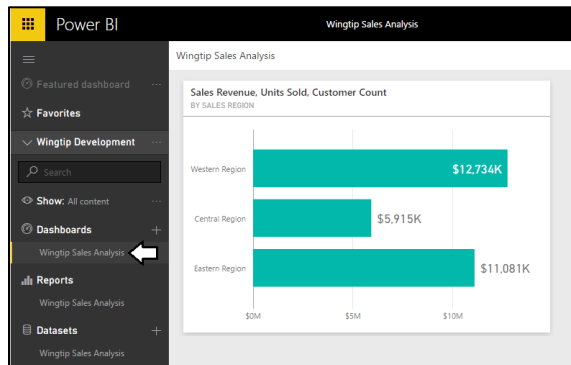 Power BI
Wingtip Sales Analysis
Featured dashboard
Favorites
Wingtip Development
Search
Show: All content
Dashboards
Wingtip Sales Analysis
Reports
Wingtip Sales Analysis
Datasets
Wingtip Sales Analysis
Wingtip Sales Analysis
Sales Revenue, Units Sold, Customer Count
BY SALES REGION
Western Region $12,734K
Central Region $5,915K
Eastern Region $11,081K
$0M $5M $10M